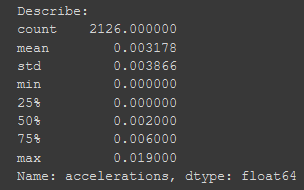 Describe:
count    2126.000000
mean        0.003178
std         0.003866
min         0.000000
25%         0.000000
50%         0.002000
75%         0.006000
max         0.019000
Name: accelerations, dtype: float64